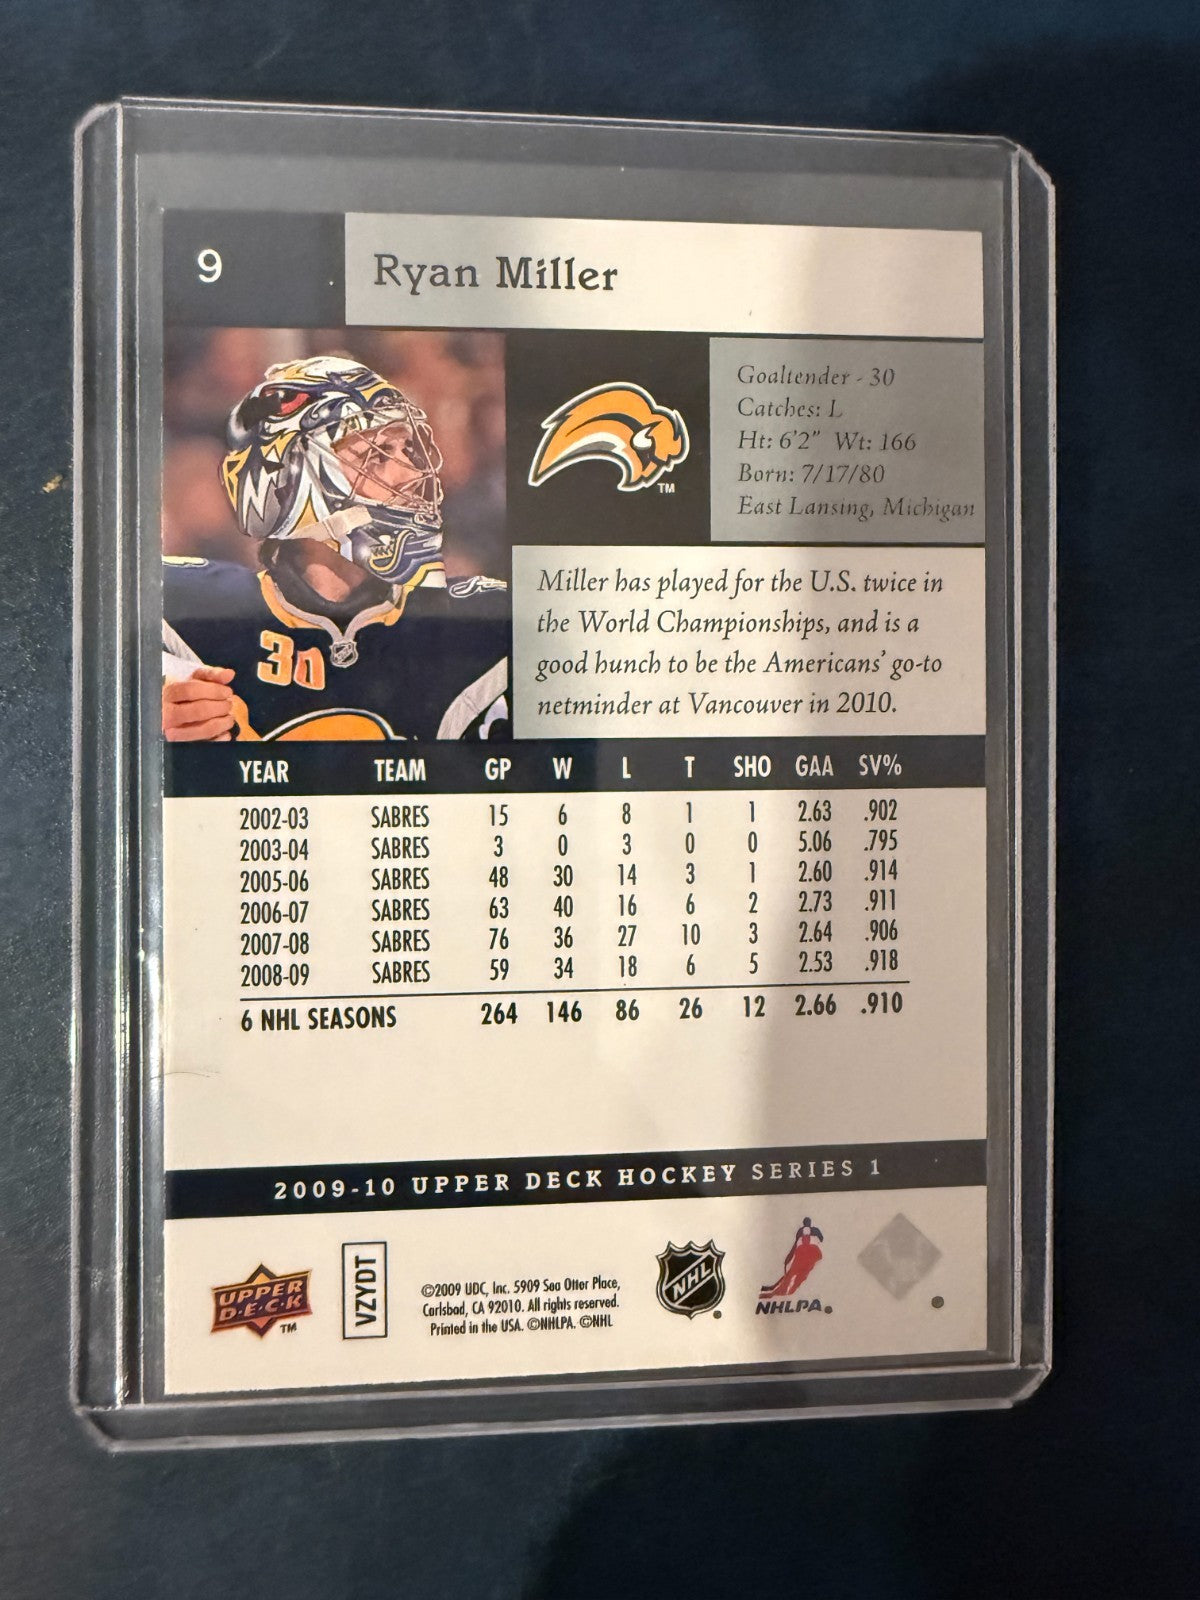 9
Ryan Miller
Goaltender - 30
Catches: L
Ht: 6'2" Wt: 166
Born: 7/17/80
East Lansing, Michigan
TM
30
Miller has played for the U.S. twice in
the World Championships, and is a
good hunch to be the Americans' go-to
netminder at Vancouver in 2010.
YEAR TEAM GP W L T SHO GAA SV%
2002-03 SABRES 15 6 8 1 1 2.63 .902
2003-04 SABRES 3 0 3 0 0 5.06 .795
2005-06 SABRES 48 30 14 3 1 2.60 .914
2006-07 SABRES 63 40 16 6 2 2.73 .911
2007-08 SABRES 76 36 27 10 3 2.64 .906
2008-09 SABRES 59 34 18 6 5 2.53 .918
6 NHL SEASONS 264 146 86 26 12 2.66 .910
2009-10 UPPER DECK HOCKEY SERIES 1
UPPER
D·E·C·K
TM
VZYDT
©2009 UDC, Inc. 5909 Sea Otter Place,
Carlsbad, CA 92010. All rights reserved.
Printed in the USA. ©NHLPA. ©NHL
NHL
NHLPA®